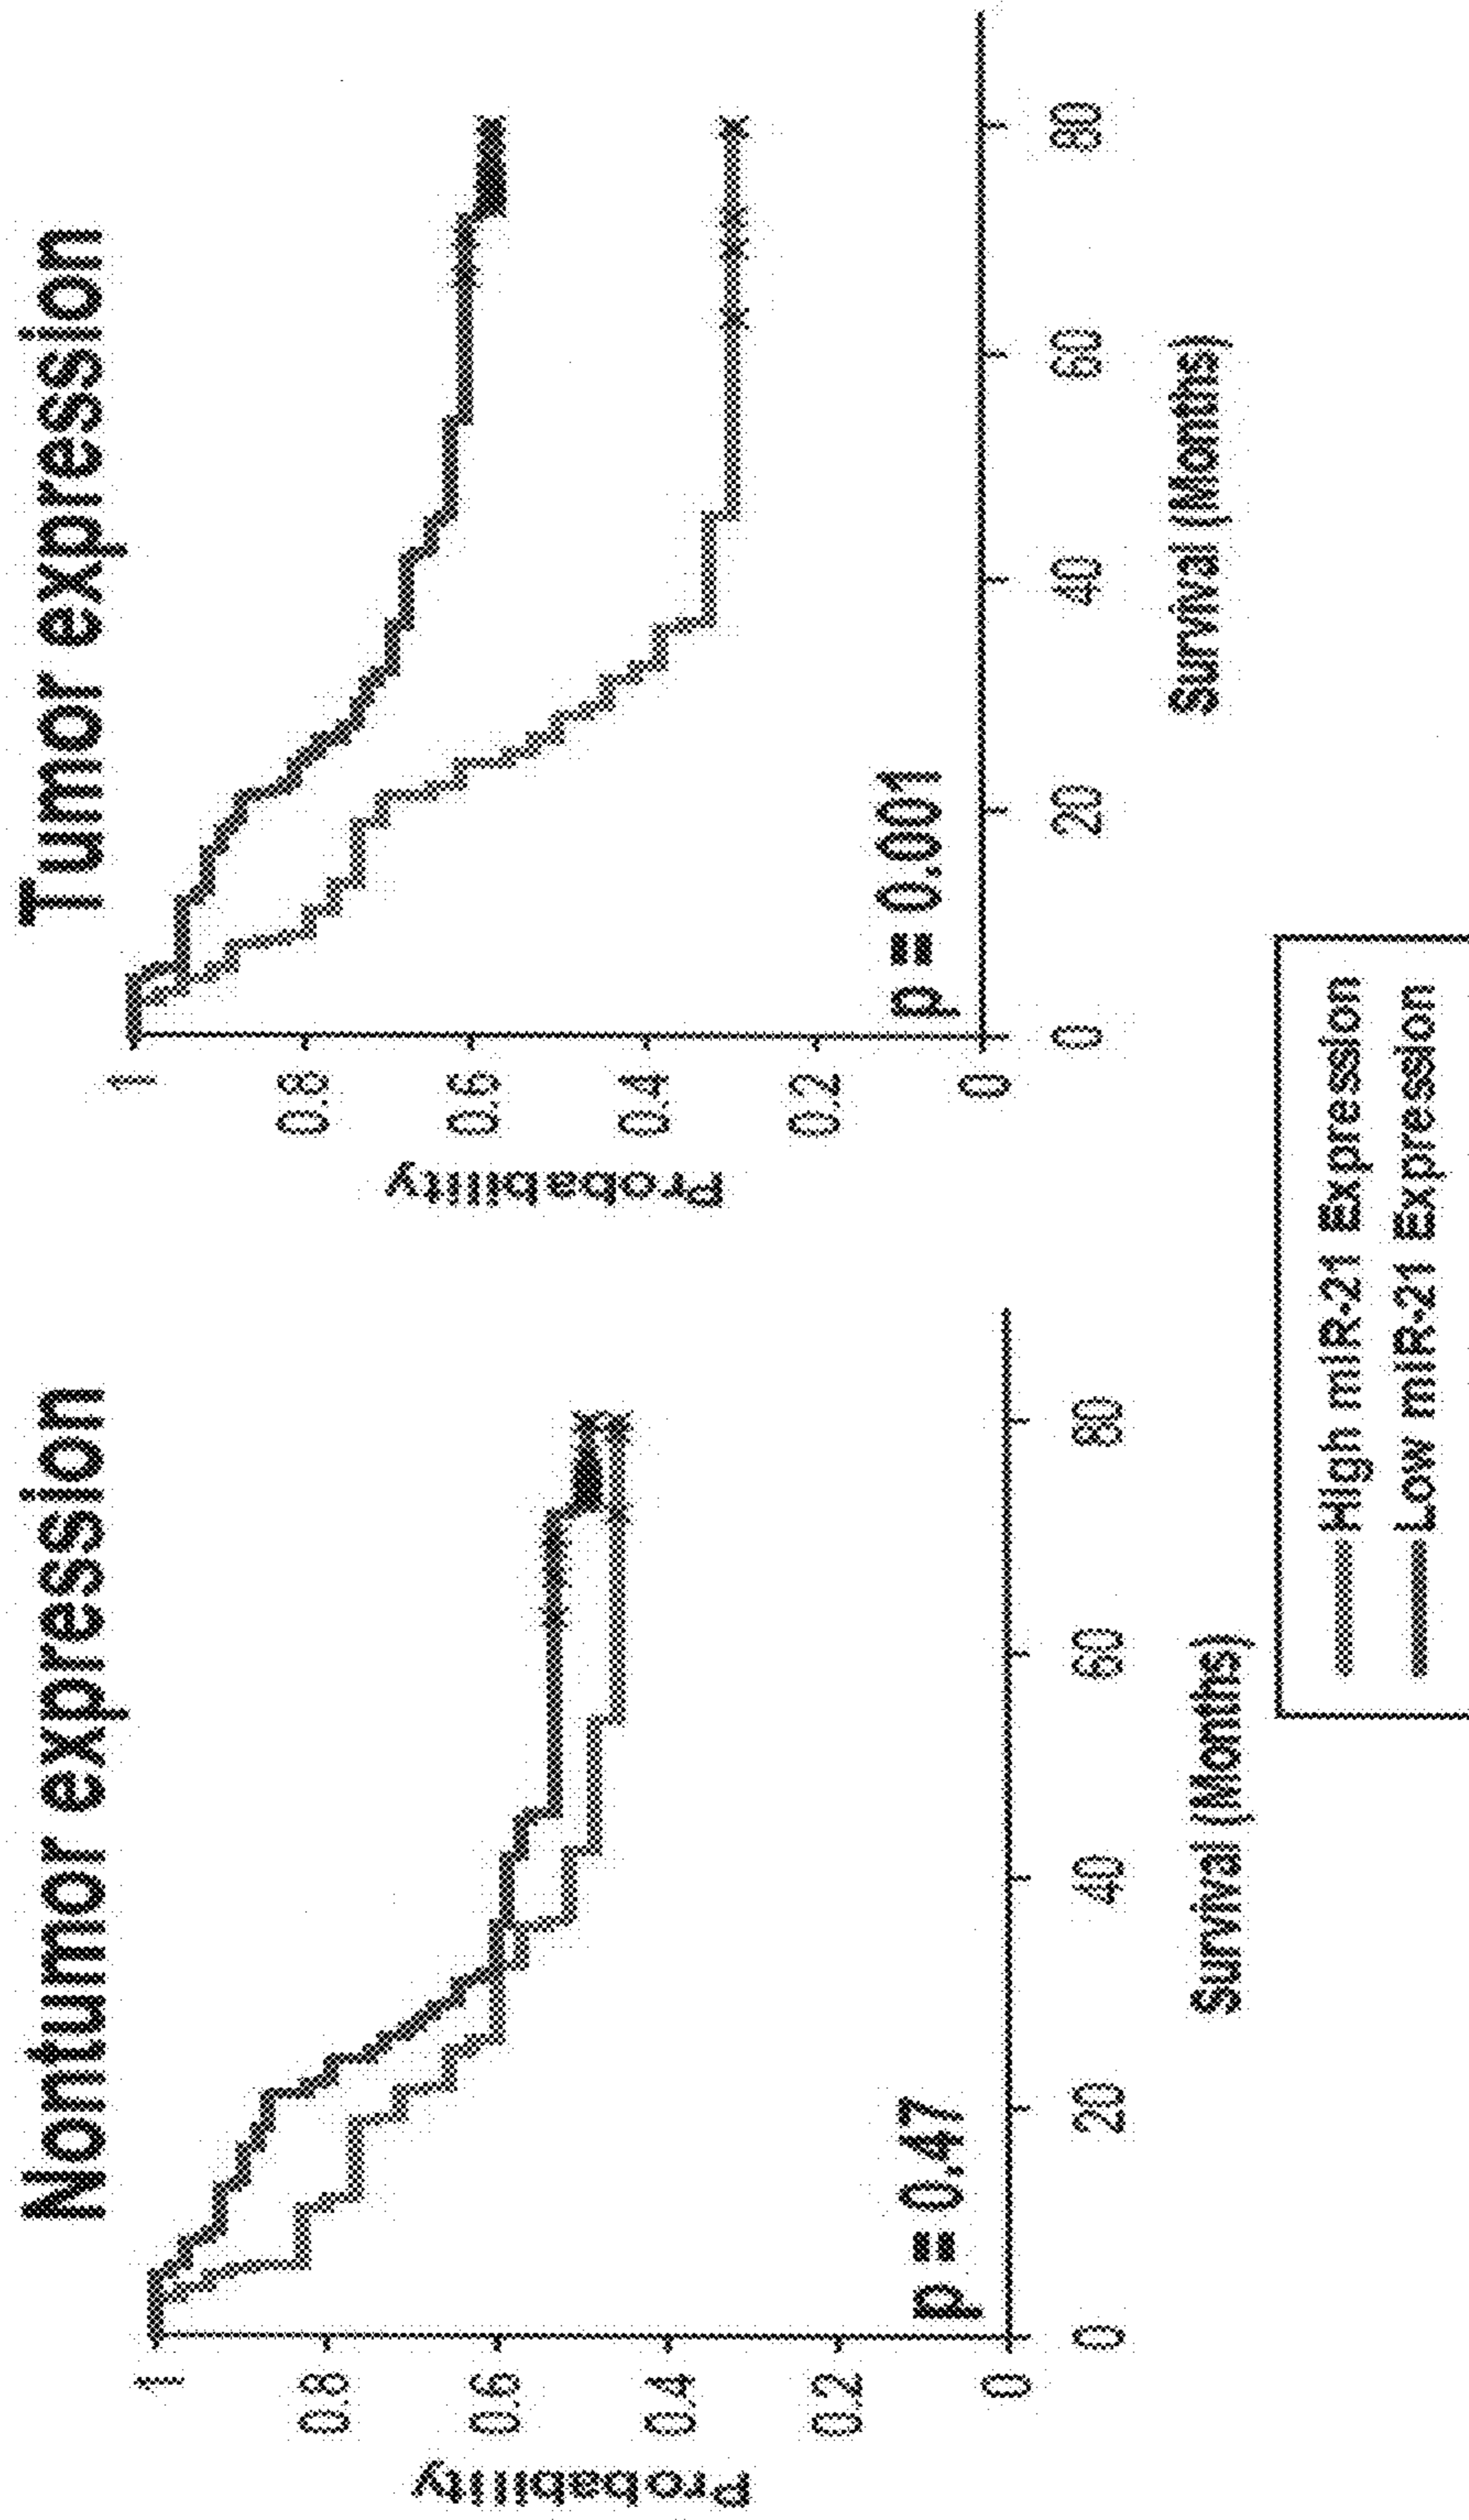 Nontumor expression
Probability
1
0.8
0.6
0.4
0.2
0
p = 0.47
0 20 40 60 80
Survival (Months)
Tumor expression
Probability
1
0.8
0.6
0.4
0.2
0
p = 0.001
0 20 40 60 80
Survival (Months)
High miR-21 Expression
Low miR-21 Expression